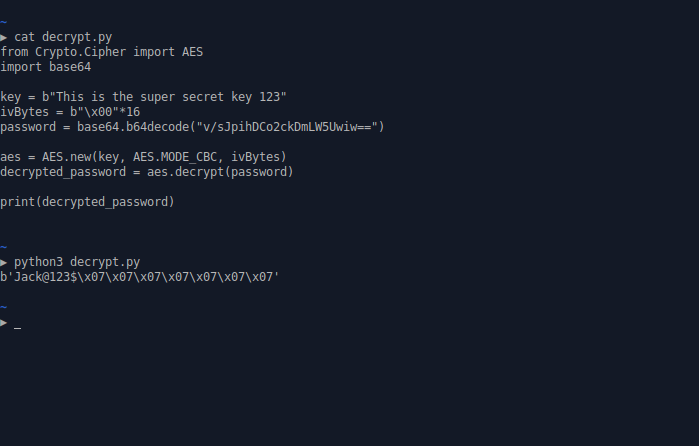 ~
▶ cat decrypt.py
from Crypto.Cipher import AES
import base64
key = b"This is the super secret key 123"
ivBytes = b"\x00"*16
password = base64.b64decode("v/sJpihDCo2ckDmLW5Uwiw==")
aes = AES.new(key, AES.MODE_CBC, ivBytes)
decrypted_password = aes.decrypt(password)
print(decrypted_password)
~
▶ python3 decrypt.py
b'Jack@123$\x07\x07\x07\x07\x07\x07\x07'
~
▶ _